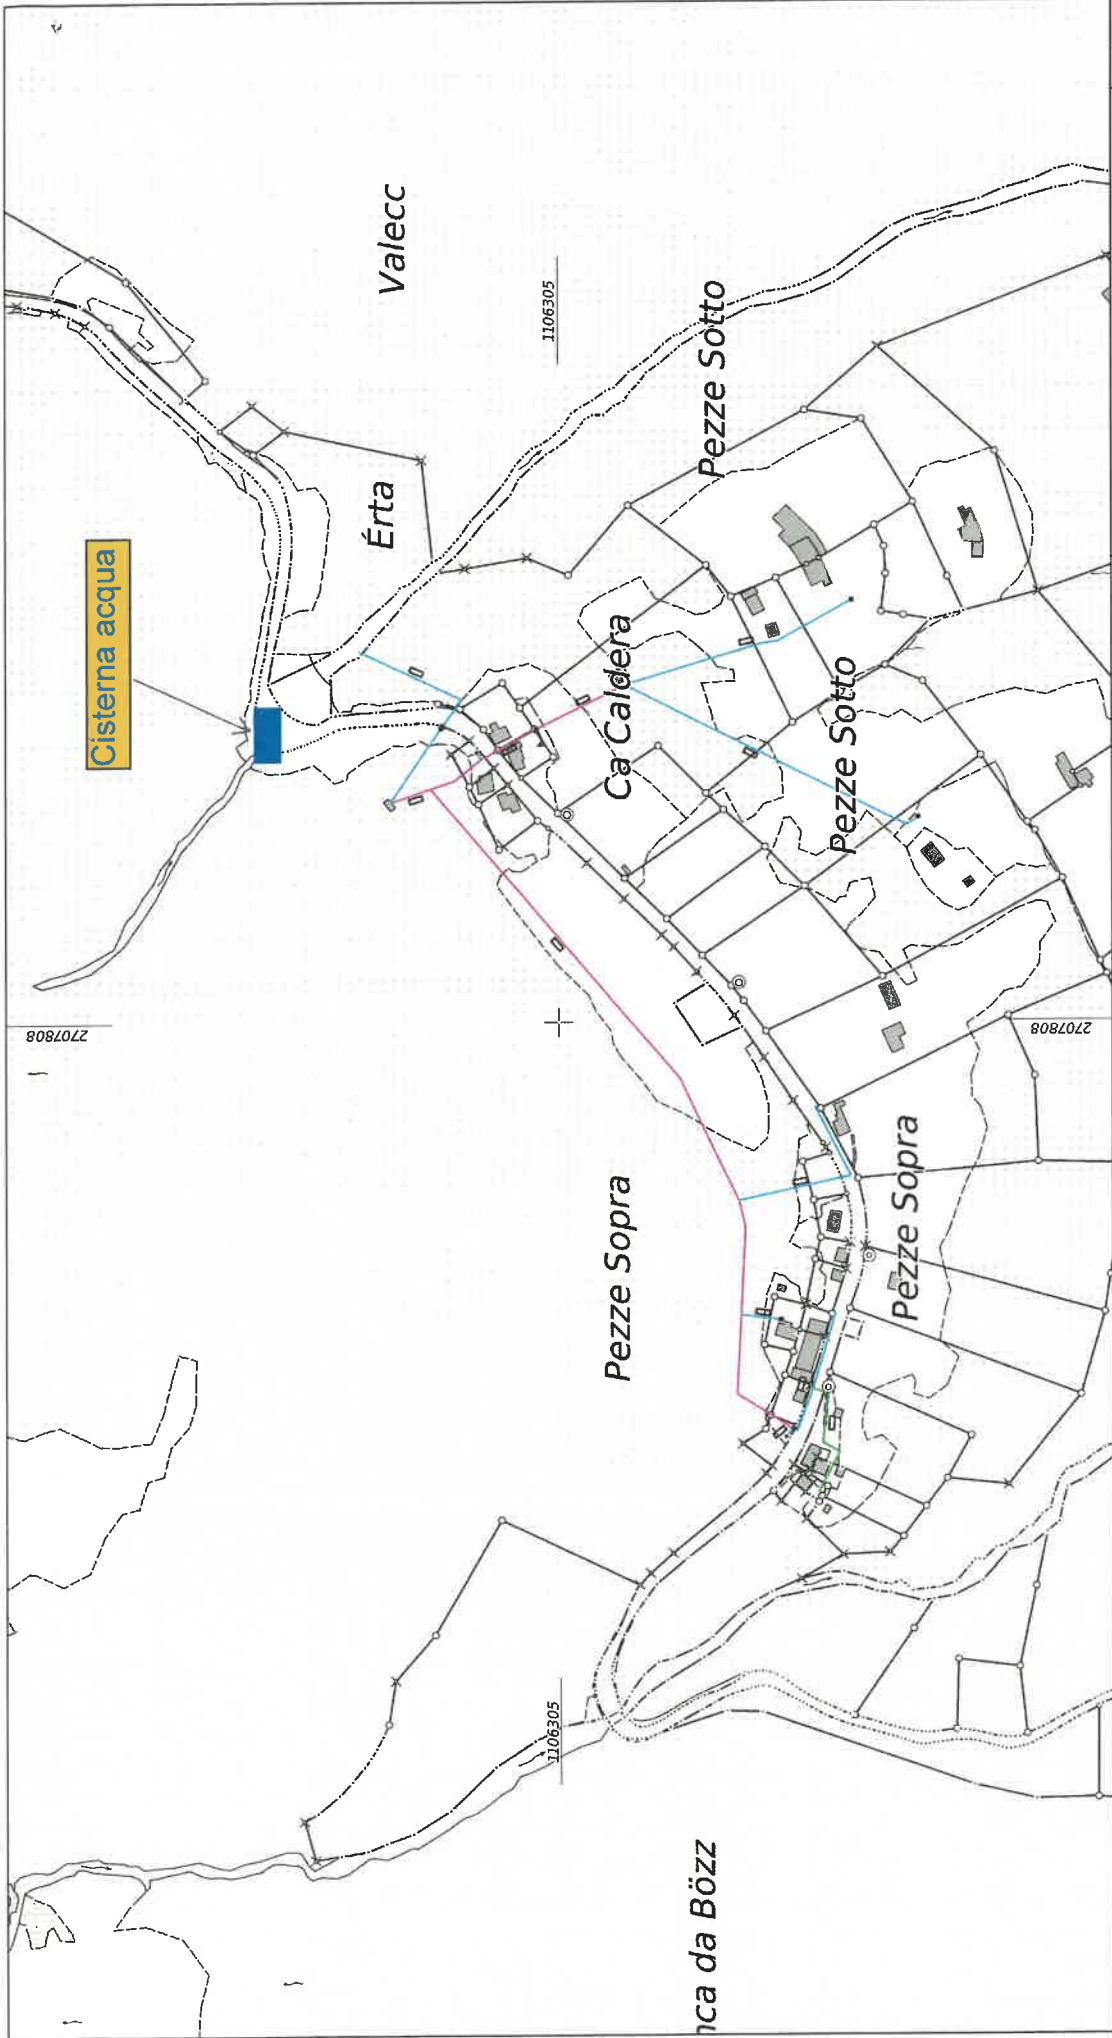 Cisterna acqua
Valecc
Érta
1106305
Pezze Sotto
Ca Caldera
Pezze Sotto
2707808
2707808
Pezze Sopra
Pezze Sopra
1106305
nca da Bözz